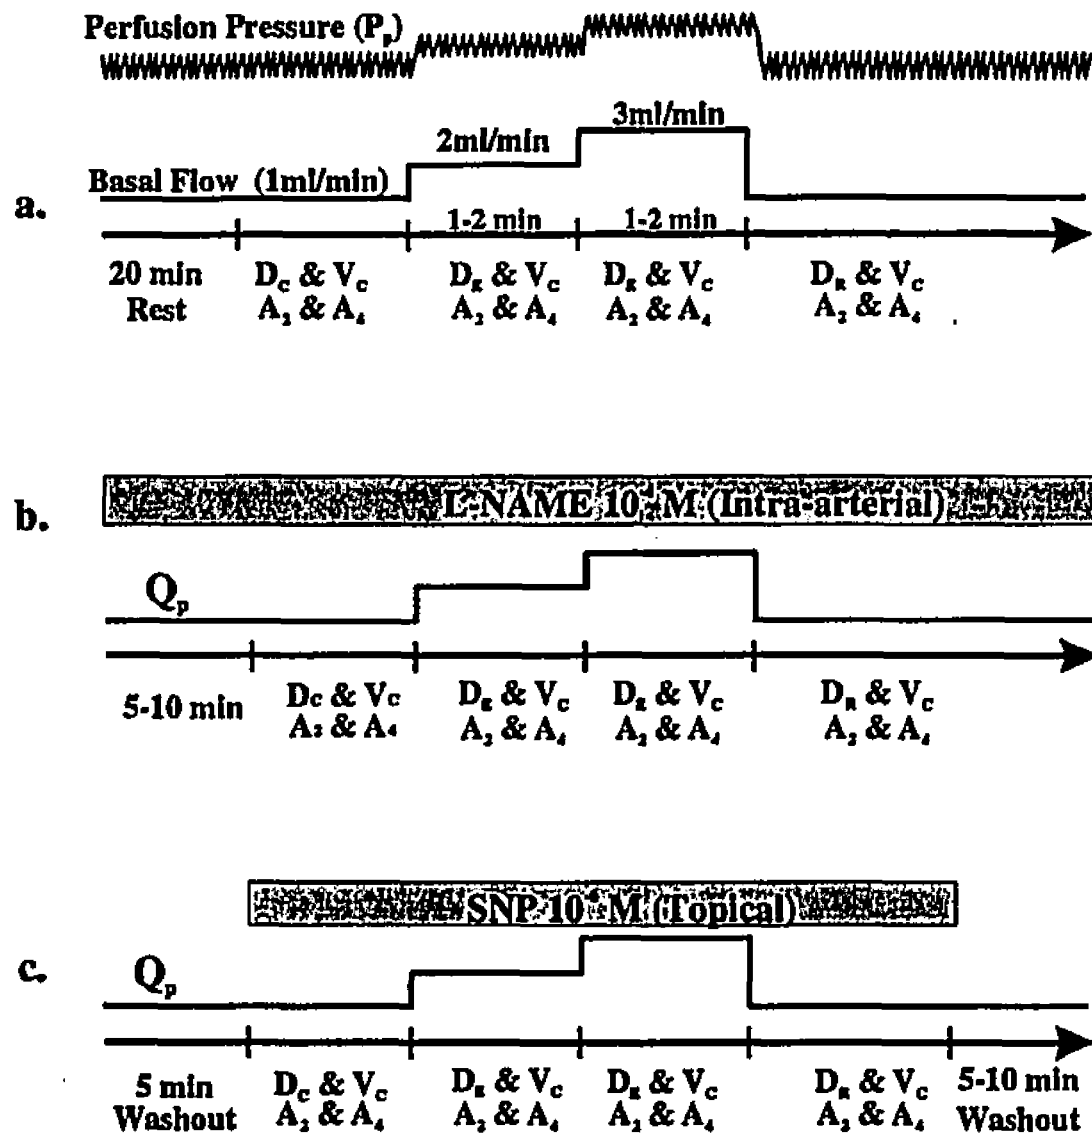 Perfusion Pressure (Pp)
3ml/min
2ml/min
Basal Flow (1ml/min)
a.
1-2 min 1-2 min
20 min Rest
DC & VC A2 & A4
DR & VC A2 & A4
DR & VC A2 & A4
DR & VC A2 & A4
b.
L-NAME M (Intra-arterial)
Qp
5-10 min
DC & VC A2 & A4
DR & VC A2 & A4
DR & VC A2 & A4
DR & VC A2 & A4
SNP M (Topical)
c.
Qp
5 min Washout
DC & VC A2 & A4
DR & VC A2 & A4
DR & VC A2 & A4
DR & VC A2 & A4
5-10 min Washout